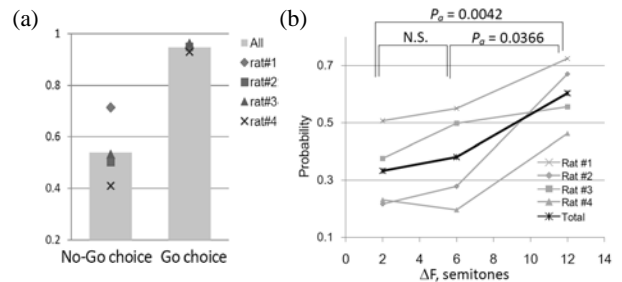 (a)
1
0.8
0.6
0.4
0.2
No-Go choice Go choice
All
rat#1
rat#2
rat#3
rat#4
(b)
Pa = 0.0042
N.S. Pa = 0.0366
Probability
0.7
0.5
0.3
0.1
0 2 4 6 8 10 12 14
ΔF, semitones
Rat #1
Rat #2
Rat #3
Rat #4
Total